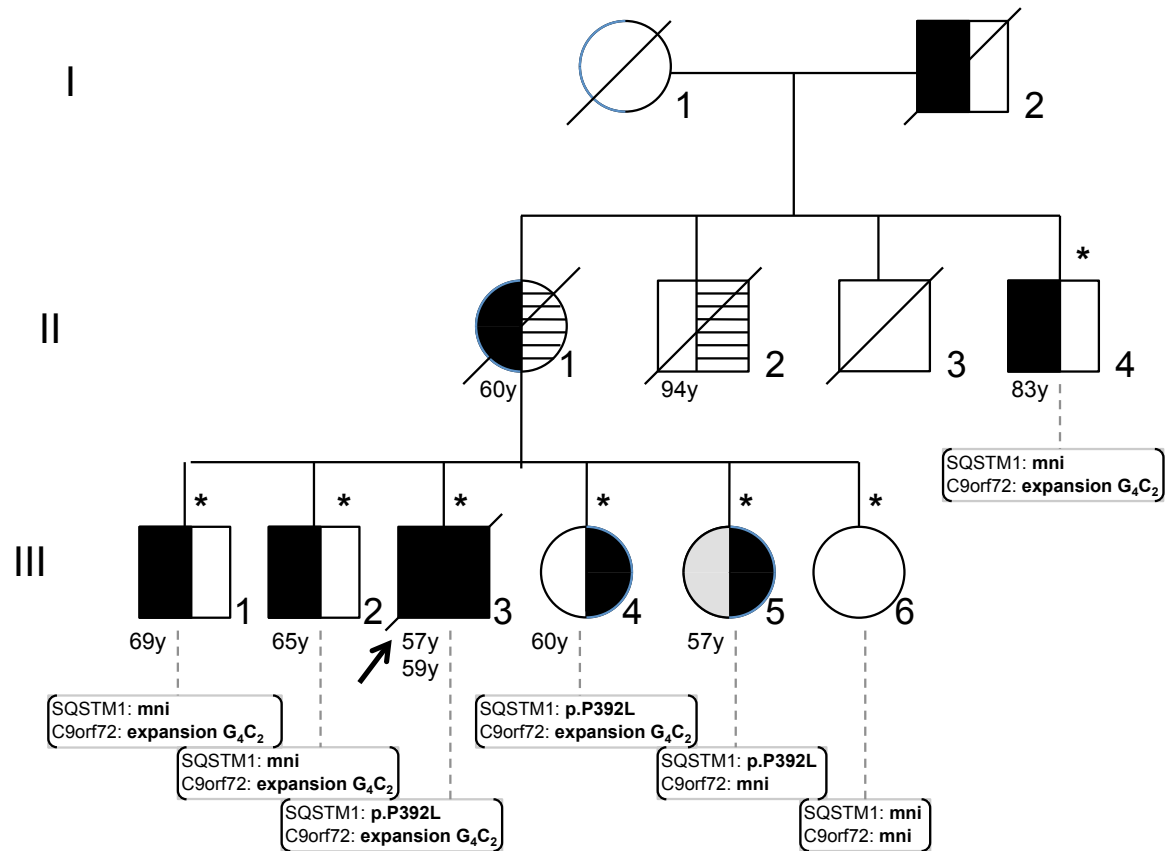 I
1
2
*
II
1
2
3
4
60y
94y
83y
SQSTM1: mni
C9orf72: expansion G₄C₂
*
*
*
*
*
*
III
1
2
3
4
5
6
69y
65y
57y
60y
57y
59y
SQSTM1: mni
C9orf72: expansion G₄C₂
SQSTM1: p.P392L
C9orf72: expansion G₄C₂
SQSTM1: mni
C9orf72: expansion G₄C₂
SQSTM1: p.P392L
C9orf72: mni
SQSTM1: p.P392L
C9orf72: expansion G₄C₂
SQSTM1: mni
C9orf72: mni